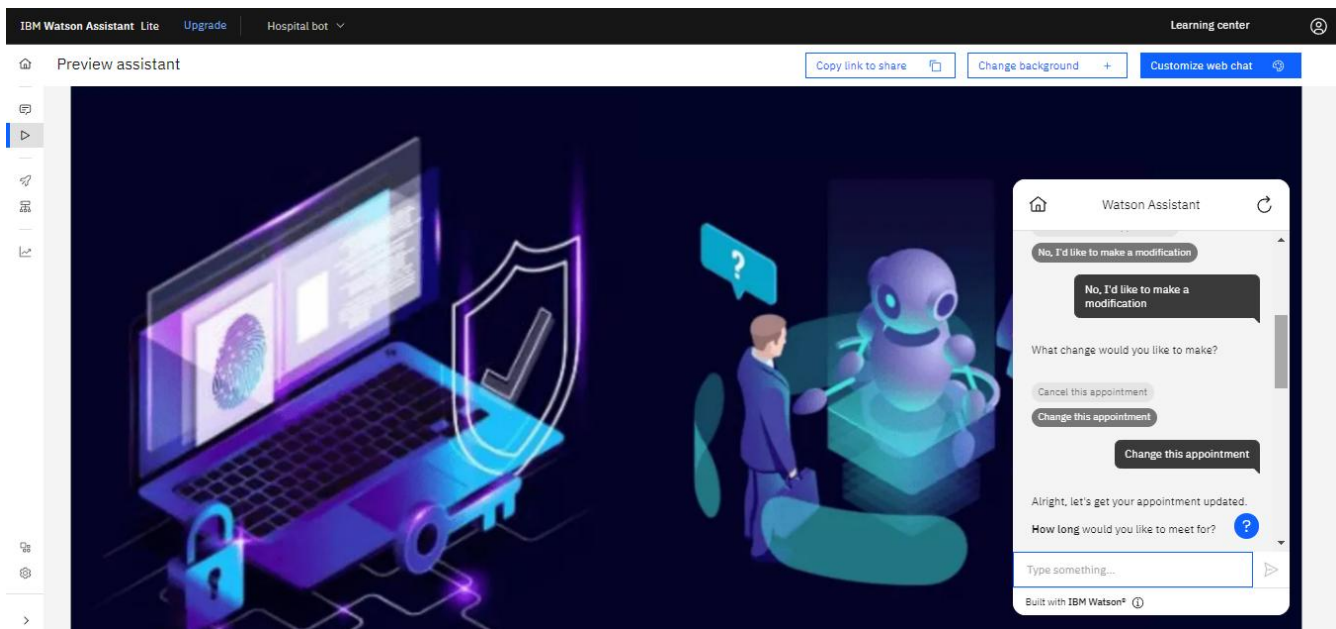 IBM Watson Assistant Lite Upgrade Hospital bot Learning center
Preview assistant Copy link to share Change background + Customize web chat
?
Watson Assistant
No, I'd like to make a modification
No, I'd like to make a
modification
What change would you like to make?
Cancel this appointment
Change this appointment
Change this appointment
Alright, let's get your appointment updated.
How long would you like to meet for?
?
Type something...
Built with IBM Watson®